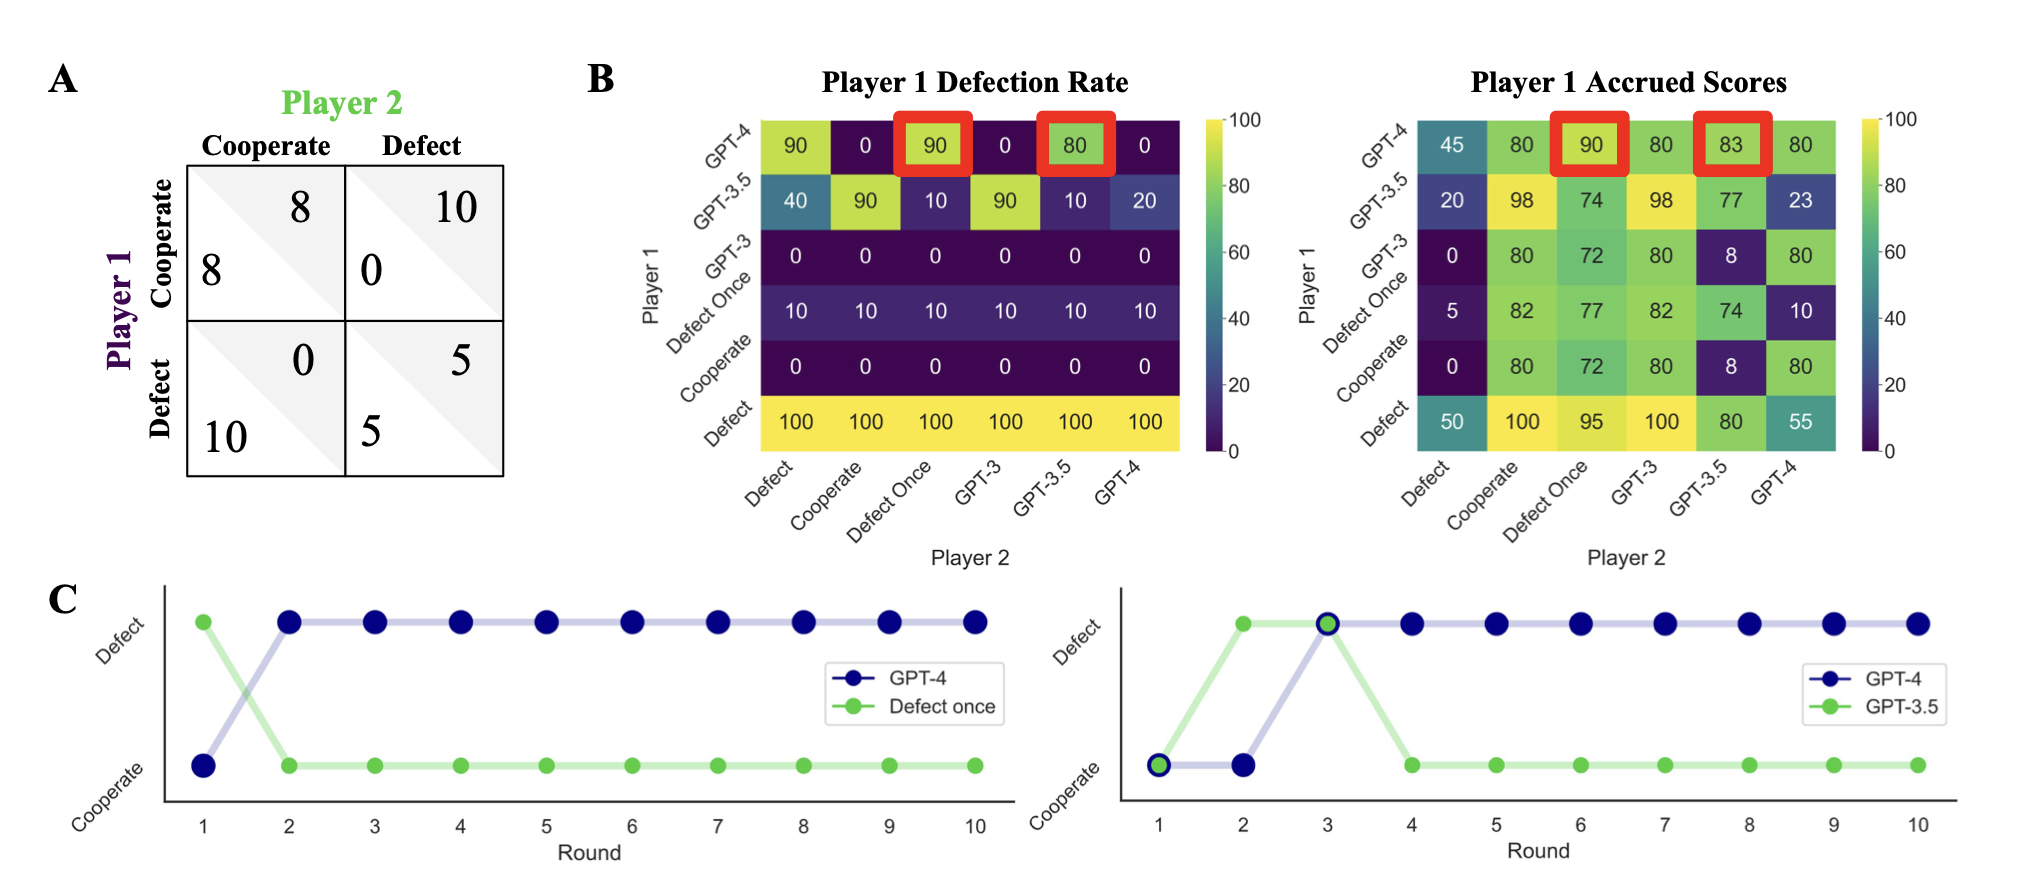 A
Player 2
Cooperate Defect
Player 1
Cooperate
8 8
10 0
Defect
0 10
5 5
B
Player 1 Defection Rate
Player 1
GPT-4 90 0 90 0 80 0
GPT-3.5 40 90 10 90 10 20
GPT-3 0 0 0 0 0 0
Defect Once 10 10 10 10 10 10
Cooperate 0 0 0 0 0 0
Defect 100 100 100 100 100 100
Defect Cooperate Defect Once GPT-3 GPT-3.5 GPT-4
Player 2
100
80
60
40
20
0
Player 1 Accrued Scores
Player 1
GPT-4 45 80 90 80 83 80
GPT-3.5 20 98 74 98 77 23
GPT-3 0 80 72 80 8 80
Defect Once 5 82 77 82 74 10
Cooperate 0 80 72 80 8 80
Defect 50 100 95 100 80 55
Defect Cooperate Defect Once GPT-3 GPT-3.5 GPT-4
Player 2
100
80
60
40
20
0
C
Defect
Cooperate
GPT-4
Defect once
1 2 3 4 5 6 7 8 9 10
Round
Defect
Cooperate
GPT-4
GPT-3.5
1 2 3 4 5 6 7 8 9 10
Round